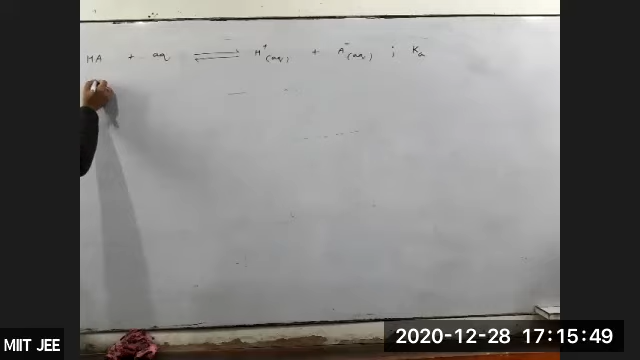 HA + aq ⇌ H⁺(aq) + A⁻(aq) ; Ka
MIIT JEE
2020-12-28 17:15:49